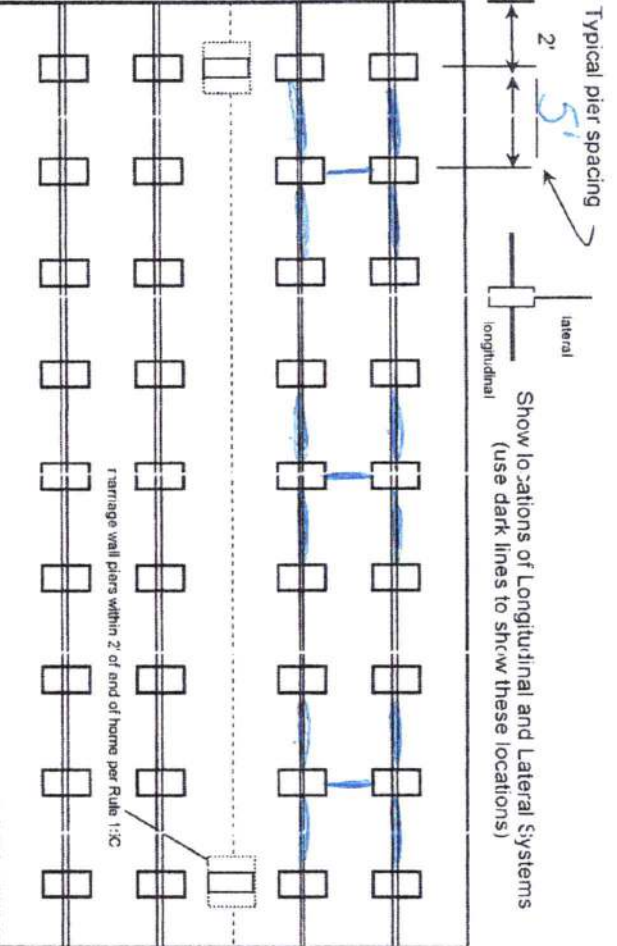 Typical pier spacing
2'
5'
lateral
longitudinal
Show locations of Longitudinal and Lateral Systems
(use dark lines to show these locations)
marriage wall piers within 2' of end of home per Rule 15C